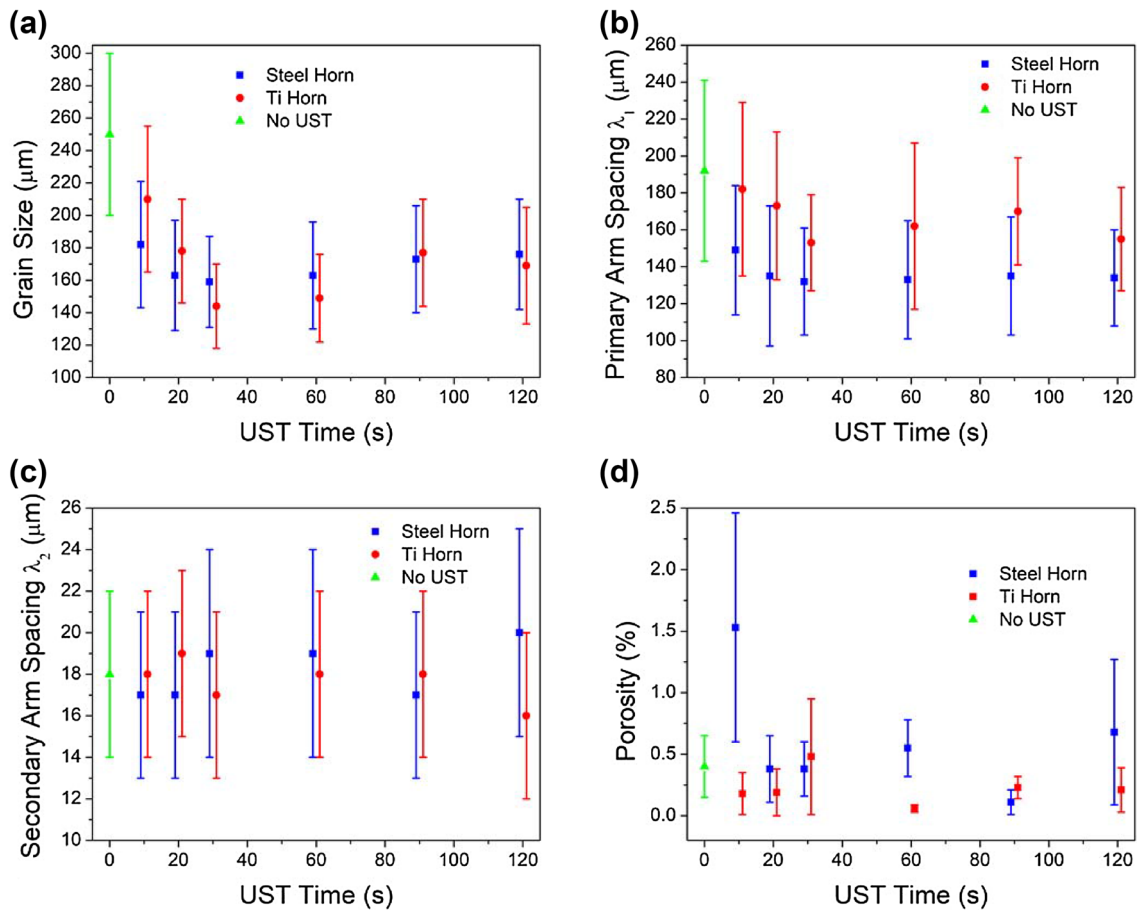 (a)
300
280
260
240
220
200
180
160
140
120
100
Grain Size (μm)
Steel Horn
Ti Horn
No UST
0 20 40 60 80 100 120
UST Time (s)
(b)
260
240
220
200
180
160
140
120
100
80
Primary Arm Spacing λ1 (μm)
Steel Horn
Ti Horn
No UST
0 20 40 60 80 100 120
UST Time (s)
(c)
26
24
22
20
18
16
14
12
10
Secondary Arm Spacing λ2 (μm)
Steel Horn
Ti Horn
No UST
0 20 40 60 80 100 120
UST Time (s)
(d)
2.5
2.0
1.5
1.0
0.5
0.0
Porosity (%)
Steel Horn
Ti Horn
No UST
0 20 40 60 80 100 120
UST Time (s)